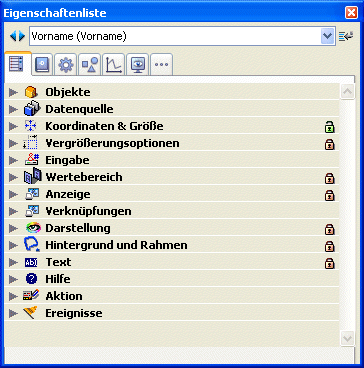 Eigenschaftenliste
Vorname (Vorname)
Objekte
Datenquelle
Koordinaten & Größe
Vergrößerungsoptionen
Eingabe
Wertebereich
Anzeige
Verknüpfungen
Darstellung
Hintergrund und Rahmen
Text
Hilfe
Aktion
Ereignisse